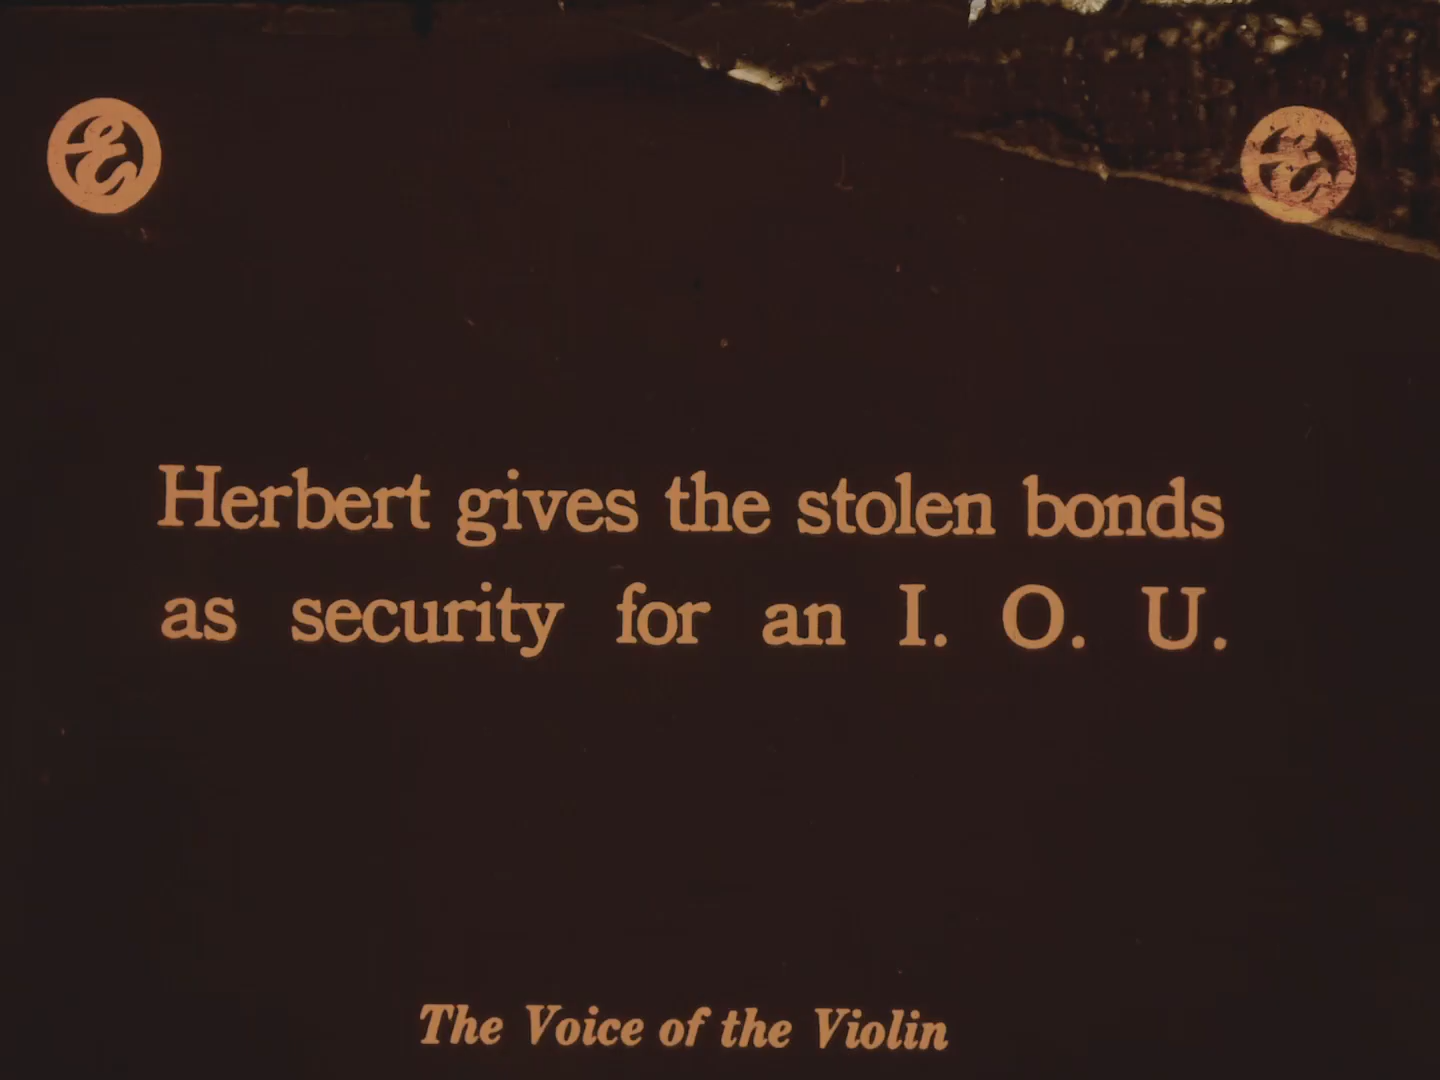 Herbert gives the stolen bonds
as security for an I. O. U.
The Voice of the Violin